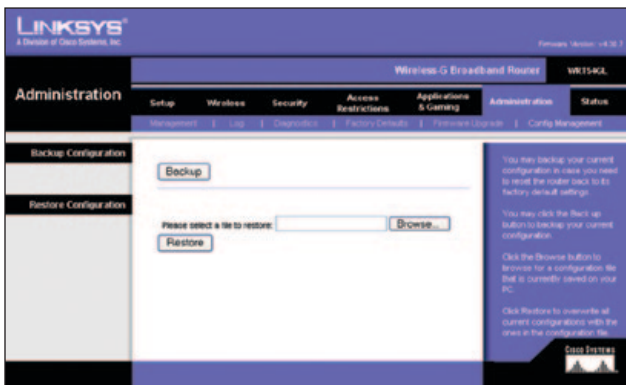 LINKSYS®
A Division of Cisco Systems, Inc.
Firmware Version: v4.30.7
Wireless-G Broadband Router
WRT54GL
Administration
Setup
Wireless
Security
Access Restrictions
Applications & Gaming
Administration
Status
Management | Log | Diagnostics | Factory Defaults | Firmware Upgrade | Config Management
Backup Configuration
Backup
Restore Configuration
Please select a file to restore:
Browse...
Restore
You may backup your current
configuration in case you need
to reset the router back to its
factory default settings.
You may click the Back up
button to backup your current
configuration.
Click the Browse button to
browse for a configuration file
that is currently saved on your
PC.
Click Restore to overwrite all
current configurations with the
ones in the configuration file.
CISCO SYSTEMS